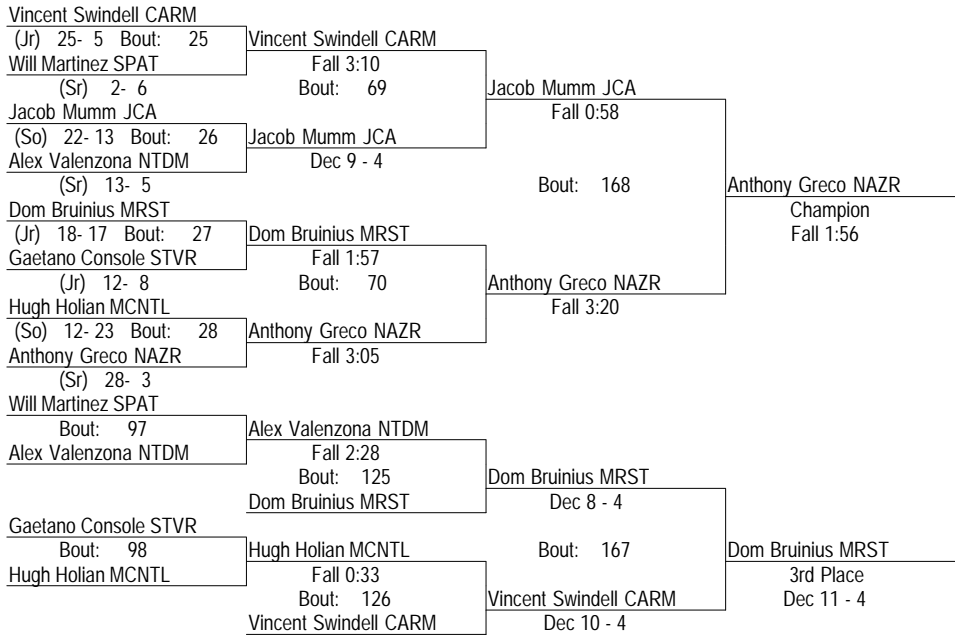 Vincent Swindell CARM
(Jr) 25- 5 Bout: 25 Vincent Swindell CARM
Will Martinez SPAT Fall 3:10
(Sr) 2- 6 Bout: 69 Jacob Mumm JCA
Jacob Mumm JCA Fall 0:58
(So) 22- 13 Bout: 26 Jacob Mumm JCA
Alex Valenzona NTDM Dec 9 - 4
(Sr) 13- 5 Bout: 168 Anthony Greco NAZR
Dom Bruinius MRST Champion
(Jr) 18- 17 Bout: 27 Dom Bruinius MRST Fall 1:56
Gaetano Console STVR Fall 1:57
(Jr) 12- 8 Bout: 70 Anthony Greco NAZR
Hugh Holian MCNTL Fall 3:20
(So) 12- 23 Bout: 28 Anthony Greco NAZR
Anthony Greco NAZR Fall 3:05
(Sr) 28- 3
Will Martinez SPAT
Bout: 97 Alex Valenzona NTDM
Alex Valenzona NTDM Fall 2:28
Bout: 125 Dom Bruinius MRST
Dom Bruinius MRST Dec 8 - 4
Gaetano Console STVR
Bout: 98 Hugh Holian MCNTL Bout: 167 Dom Bruinius MRST
Hugh Holian MCNTL Fall 0:33 3rd Place
Bout: 126 Vincent Swindell CARM Dec 11 - 4
Vincent Swindell CARM Dec 10 - 4